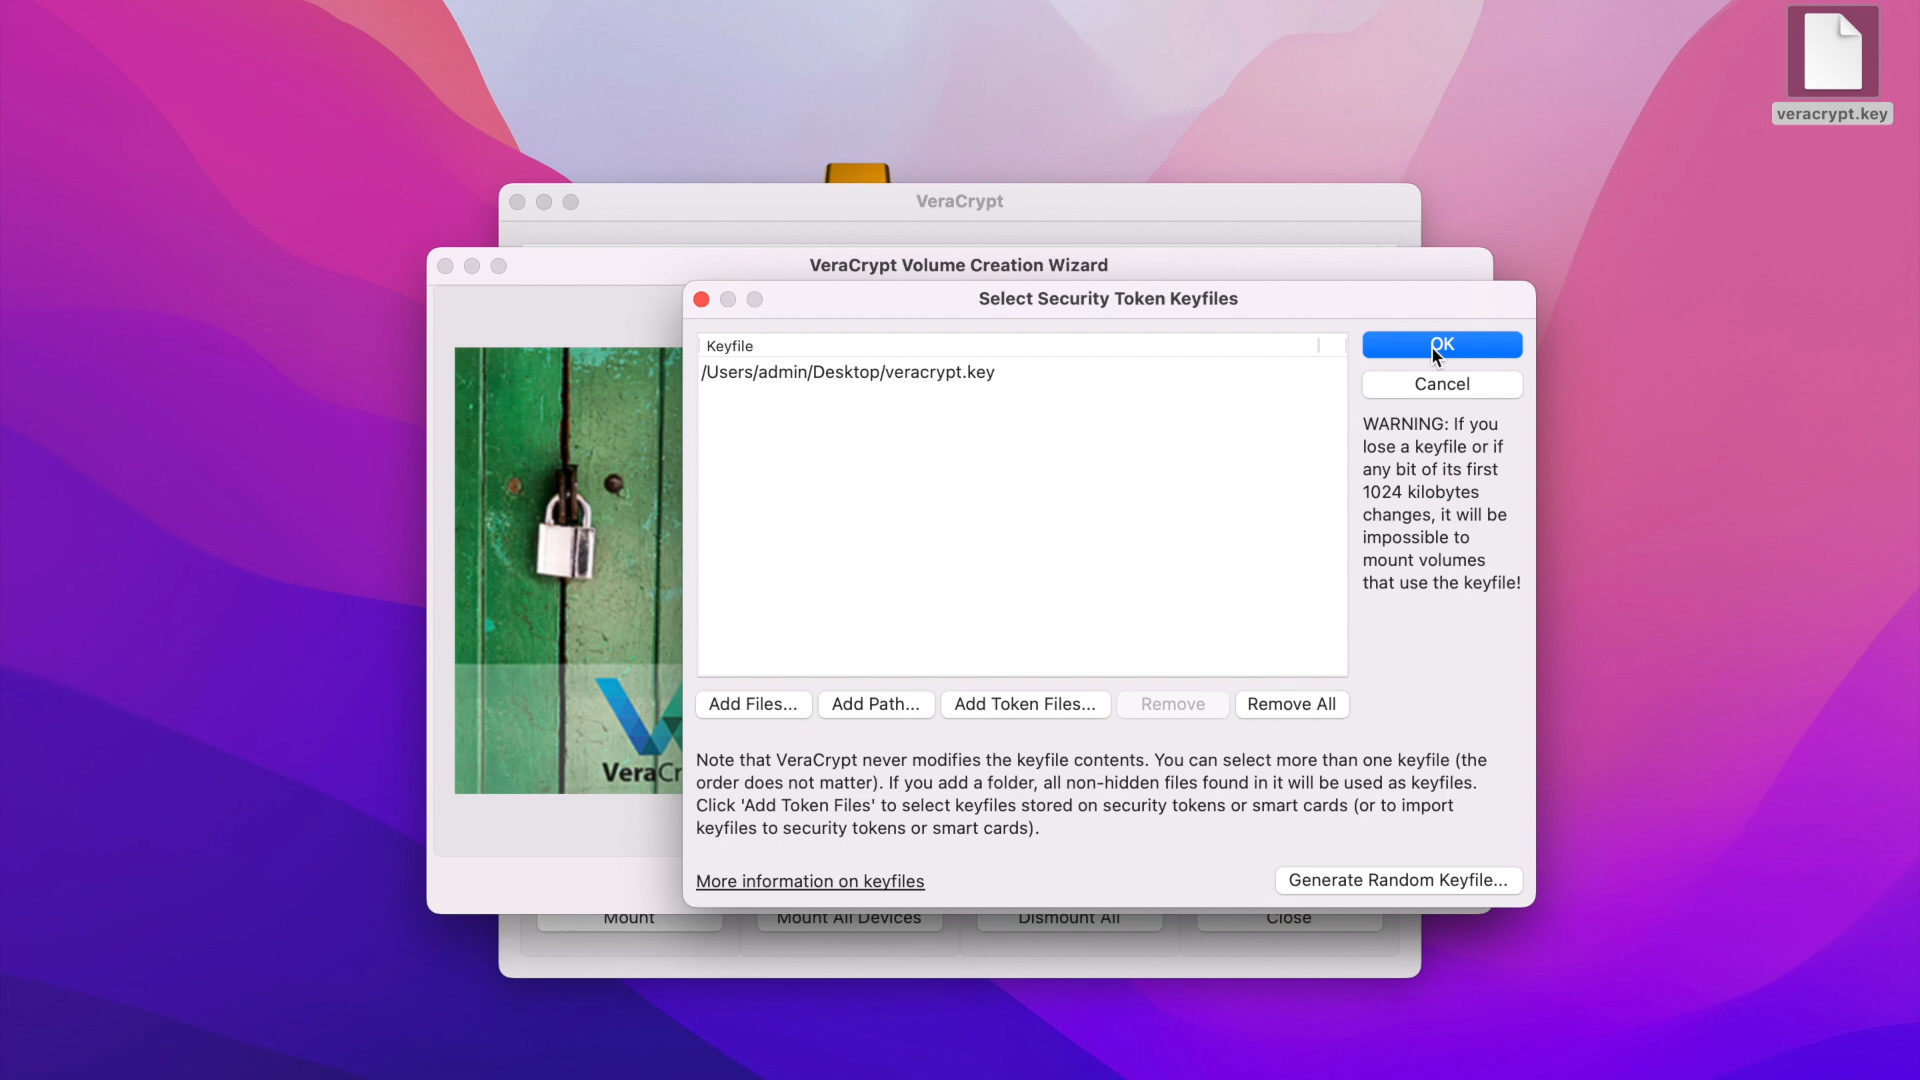 veracrypt.key
VeraCrypt
VeraCrypt Volume Creation Wizard
Select Security Token Keyfiles
Keyfile
/Users/admin/Desktop/veracrypt.key
OK
Cancel
WARNING: If you
lose a keyfile or if
any bit of its first
1024 kilobytes
changes, it will be
impossible to
mount volumes
that use the keyfile!
VeraCr
Add Files...
Add Path...
Add Token Files...
Remove
Remove All
Note that VeraCrypt never modifies the keyfile contents. You can select more than one keyfile (the
order does not matter). If you add a folder, all non-hidden files found in it will be used as keyfiles.
Click 'Add Token Files' to select keyfiles stored on security tokens or smart cards (or to import
keyfiles to security tokens or smart cards).
More information on keyfiles
Generate Random Keyfile...
Mount
Mount All Devices
Dismount All
Close